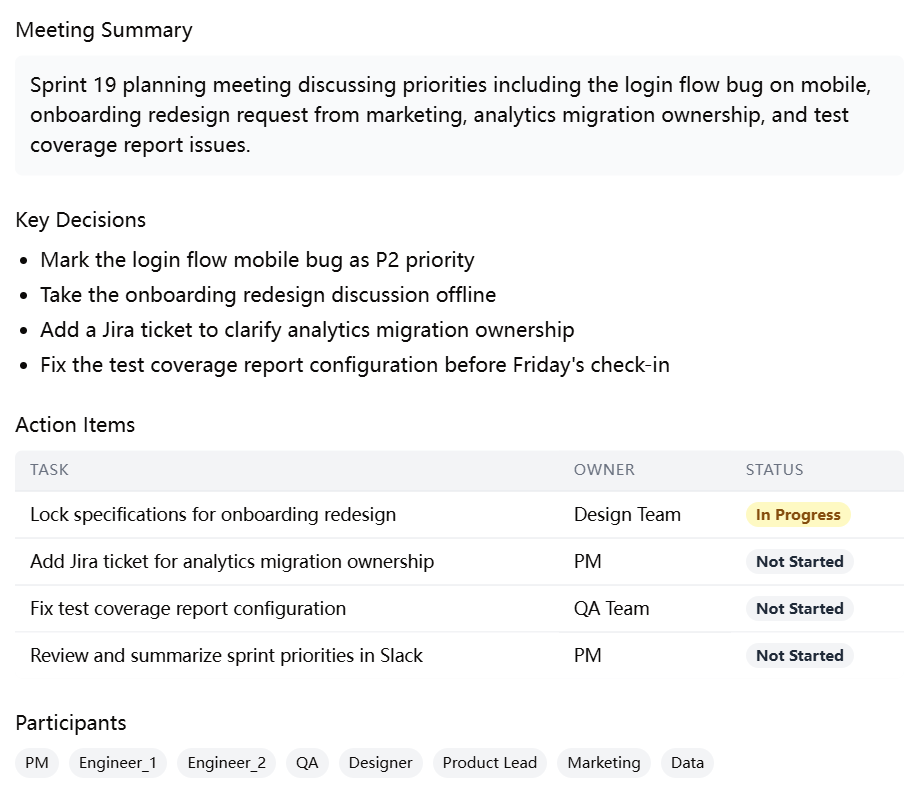 Meeting Summary
Sprint 19 planning meeting discussing priorities including the login flow bug on mobile,
onboarding redesign request from marketing, analytics migration ownership, and test
coverage report issues.
Key Decisions
• Mark the login flow mobile bug as P2 priority
• Take the onboarding redesign discussion offline
• Add a Jira ticket to clarify analytics migration ownership
• Fix the test coverage report configuration before Friday's check-in
Action Items
TASK OWNER STATUS
Lock specifications for onboarding redesign Design Team In Progress
Add Jira ticket for analytics migration ownership PM Not Started
Fix test coverage report configuration QA Team Not Started
Review and summarize sprint priorities in Slack PM Not Started
Participants
PM Engineer_1 Engineer_2 QA Designer Product Lead Marketing Data